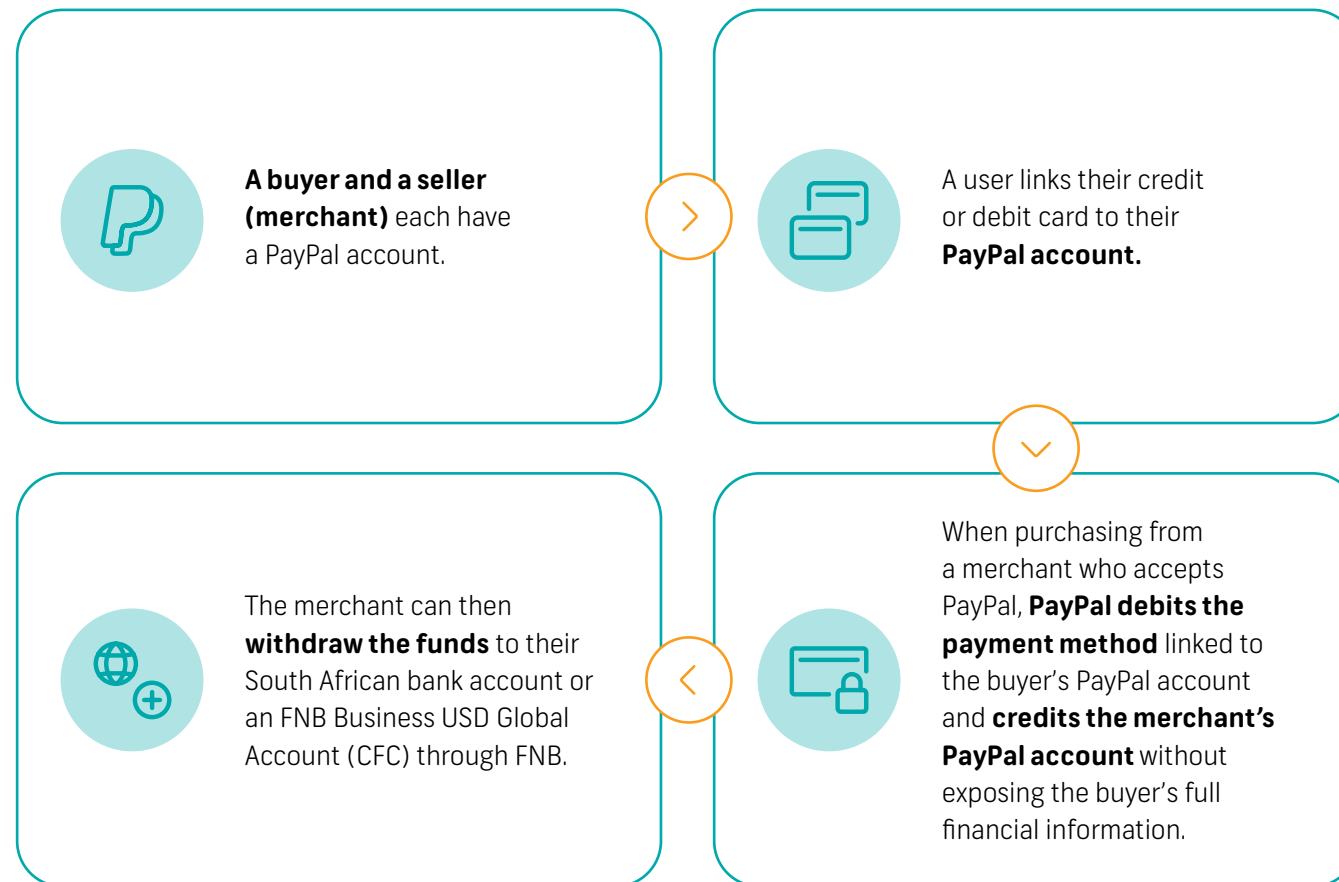 A buyer and a seller
(merchant) each have
a PayPal account.
A user links their credit
or debit card to their
PayPal account.
When purchasing from
a merchant who accepts
PayPal, PayPal debits the
payment method linked to
the buyer’s PayPal account
and credits the merchant’s
PayPal account without
exposing the buyer’s full
financial information.
The merchant can then
withdraw the funds to their
South African bank account or
an FNB Business USD Global
Account (CFC) through FNB.